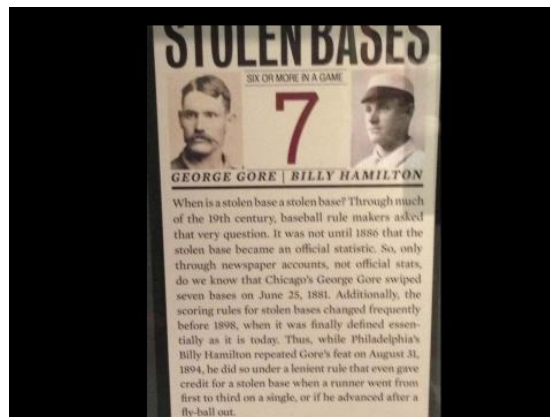 STOLEN BASES
SIX OR MORE IN A GAME
7
GEORGE GORE | BILLY HAMILTON
When is a stolen base a stolen base? Through much
of the 19th century, baseball rule makers asked
that very question. It was not until 1886 that the
stolen base became an official statistic. So, only
through newspaper accounts, not official stats,
do we know that Chicago's George Gore swiped
seven bases on June 25, 1881. Additionally, the
scoring rules for stolen bases changed frequently
before 1898, when it was finally defined essen-
tially as it is today. Thus, while Philadelphia's
Billy Hamilton repeated Gore's feat on August 31,
1894, he did so under a lenient rule that even gave
credit for a stolen base when a runner went from
first to third on a single, or if he advanced after a
fly-ball out.